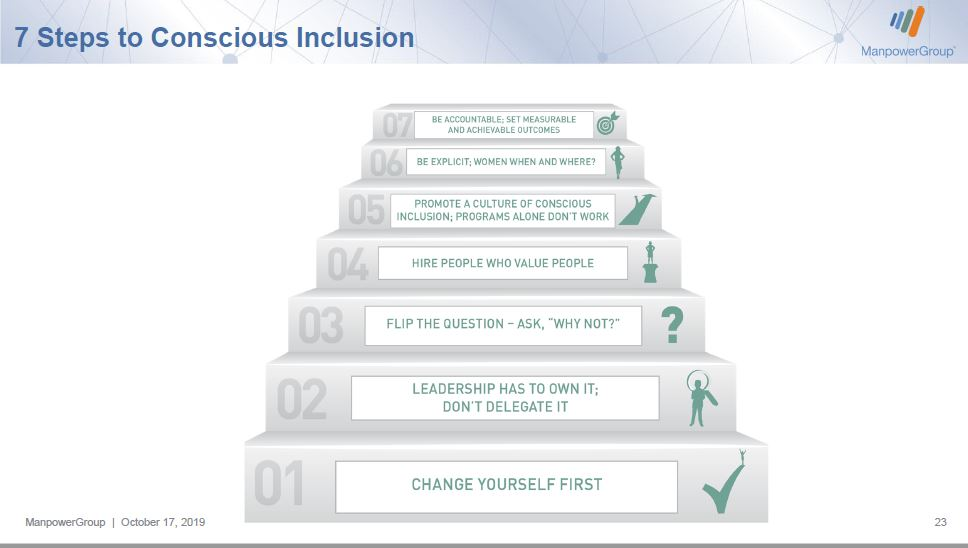 7 Steps to Conscious Inclusion
ManpowerGroup
07
BE ACCOUNTABLE; SET MEASURABLE
AND ACHIEVABLE OUTCOMES
06
BE EXPLICIT; WOMEN WHEN AND WHERE?
05
PROMOTE A CULTURE OF CONSCIOUS
INCLUSION; PROGRAMS ALONE DON'T WORK
04
HIRE PEOPLE WHO VALUE PEOPLE
03
FLIP THE QUESTION – ASK, "WHY NOT?"
?
02
LEADERSHIP HAS TO OWN IT;
DON'T DELEGATE IT
01
CHANGE YOURSELF FIRST
ManpowerGroup | October 17, 2019
23